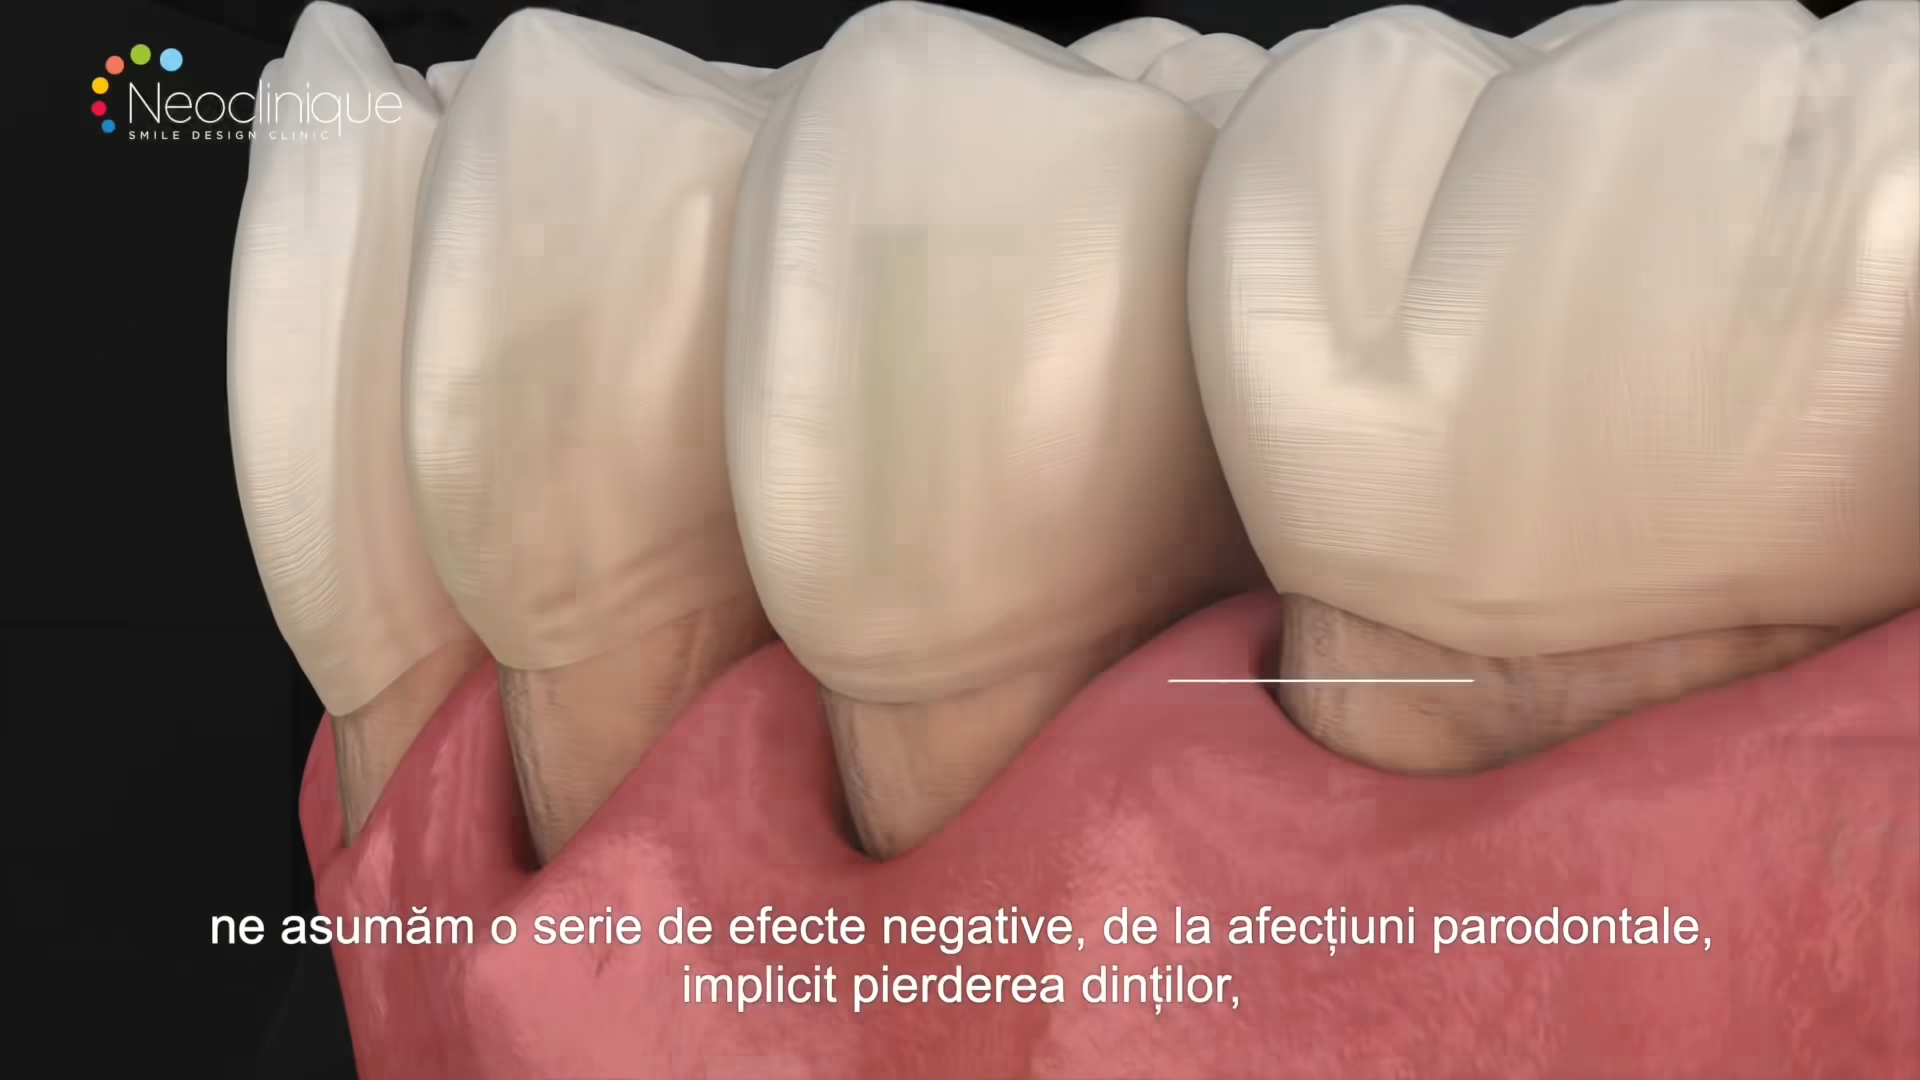 Neoclinique
SMILE DESIGN CLINIC
ne asumăm o serie de efecte negative, de la afecțiuni parodontale,
implicit pierderea dinților,